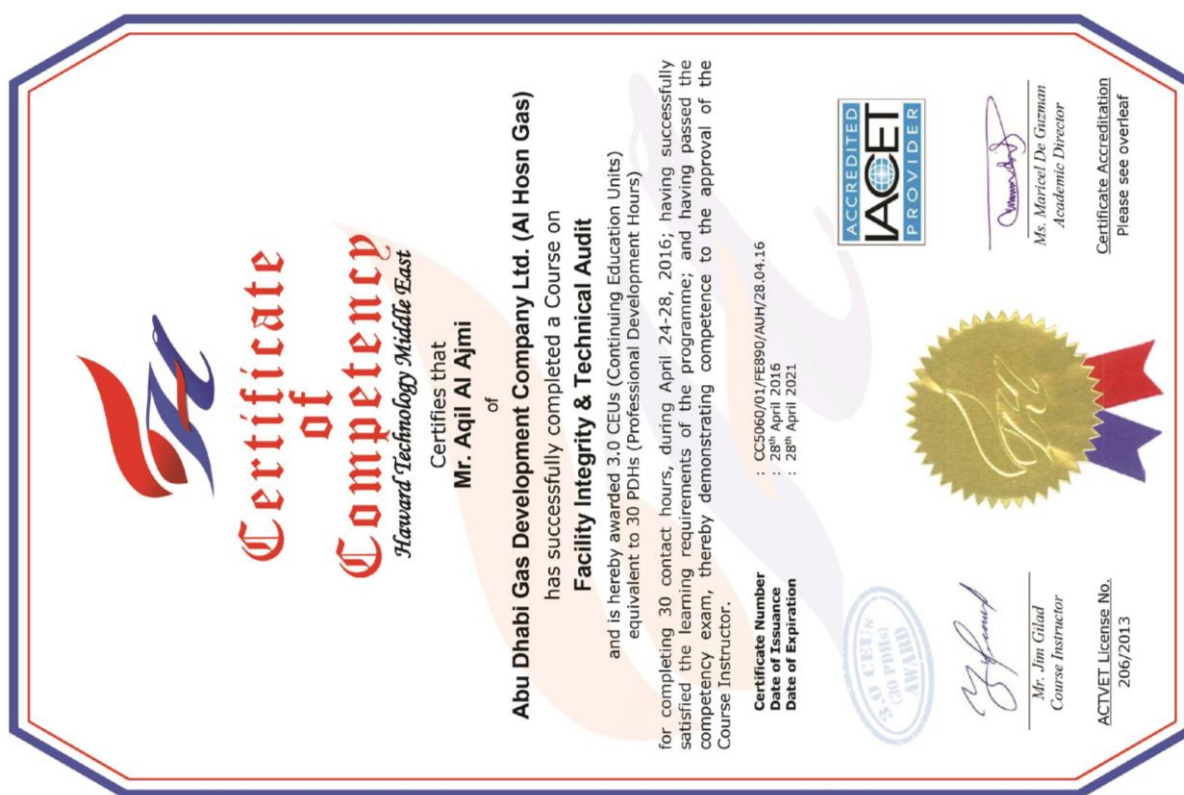 Certificate
of
Competency
Haward Technology Middle East
Certifies that
Mr. Aqil Al Ajmi
of
Abu Dhabi Gas Development Company Ltd. (Al Hosn Gas)
has successfully completed a Course on
Facility Integrity & Technical Audit
and is hereby awarded 3.0 CEUs (Continuing Education Units)
equivalent to 30 PDHs (Professional Development Hours)
for completing 30 contact hours, during April 24-28, 2016; having successfully
satisfied the learning requirements of the programme; and having passed the
competency exam, thereby demonstrating competence to the approval of the
Course Instructor.
Certificate Number : CC5060/01/FE890/AUH/28.04.16
Date of Issuance : 28th April 2016
Date of Expiration : 28th April 2021
3.0 CEUs
(30 PDHs)
AWARD
ACCREDITED
IACET
PROVIDER
Mr. Jim Gilad
Course Instructor
Ms. Maricel De Guzman
Academic Director
ACTVET License No.
206/2013
Certificate Accreditation
Please see overleaf